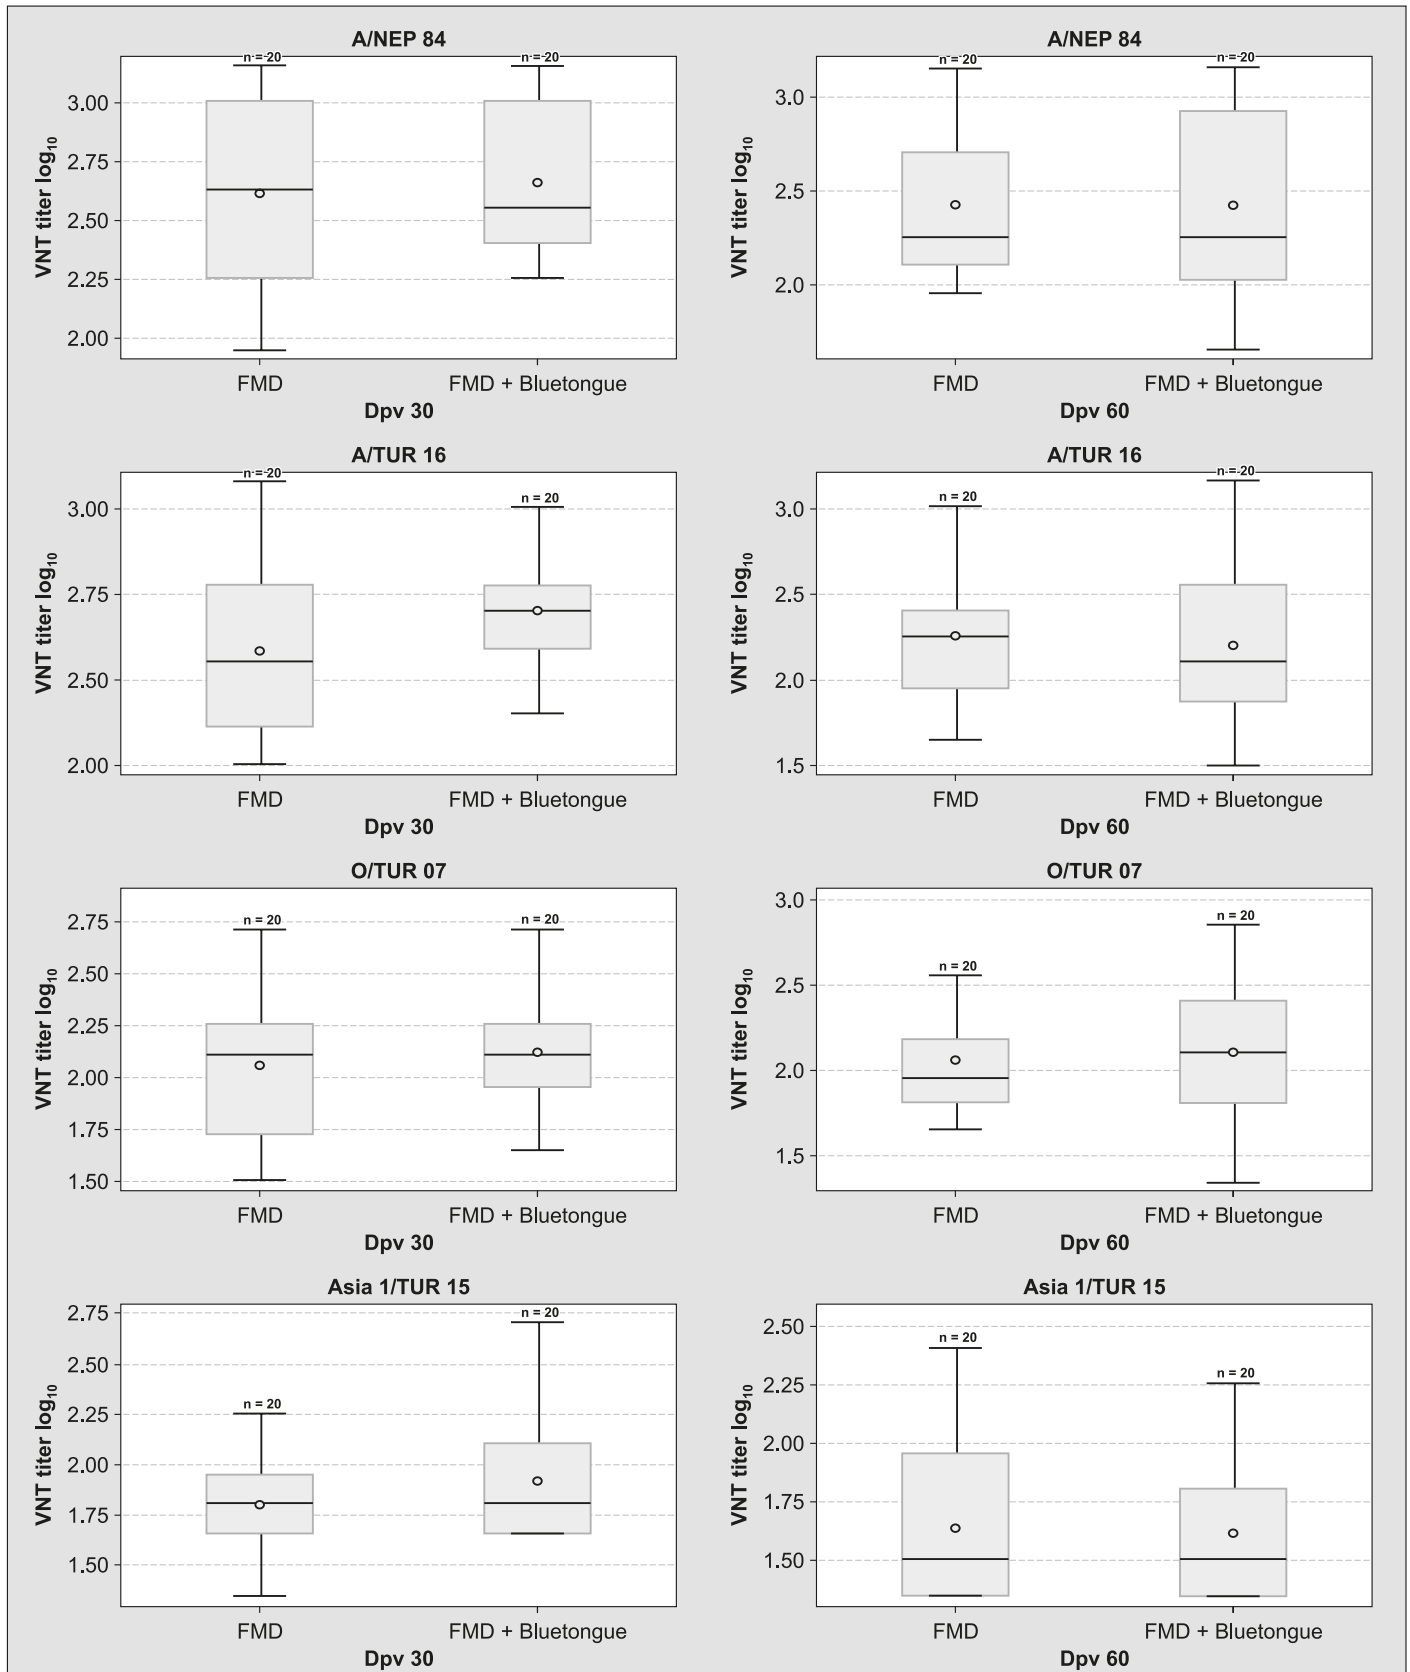 A/NEP 84
n = 20
n = 20
3.00
2.75
2.50
2.25
2.00
VNT titer log10
FMD
FMD + Bluetongue
Dpv 30
A/NEP 84
n = 20
n = 20
3.0
2.5
2.0
VNT titer log10
FMD
FMD + Bluetongue
Dpv 60
A/TUR 16
n = 20
n = 20
3.00
2.75
2.50
2.00
VNT titer log10
FMD
FMD + Bluetongue
Dpv 30
A/TUR 16
n = 20
n = 20
3.0
2.5
2.0
1.5
VNT titer log10
FMD
FMD + Bluetongue
Dpv 60
O/TUR 07
n = 20
n = 20
2.75
2.50
2.25
2.00
1.75
1.50
VNT titer log10
FMD
FMD + Bluetongue
Dpv 30
O/TUR 07
n = 20
n = 20
3.0
2.5
2.0
1.5
VNT titer log10
FMD
FMD + Bluetongue
Dpv 60
Asia 1/TUR 15
n = 20
n = 20
2.75
2.50
2.25
2.00
1.75
1.50
VNT titer log10
FMD
FMD + Bluetongue
Dpv 30
Asia 1/TUR 15
n = 20
n = 20
2.50
2.25
2.00
1.75
1.50
VNT titer log10
FMD
FMD + Bluetongue
Dpv 60